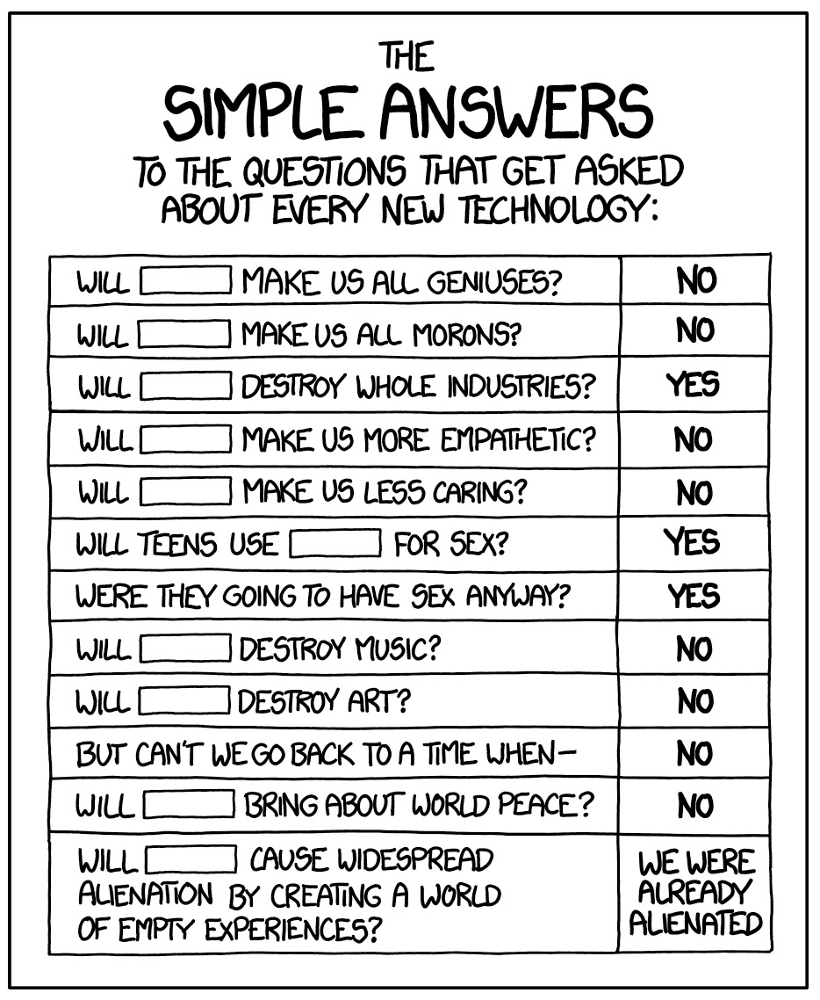 THE
SIMPLE ANSWERS
TO THE QUESTIONS THAT GET ASKED
ABOUT EVERY NEW TECHNOLOGY:
WILL MAKE US ALL GENIUSES? NO
WILL MAKE US ALL MORONS? NO
WILL DESTROY WHOLE INDUSTRIES? YES
WILL MAKE US MORE EMPATHETIC? NO
WILL MAKE US LESS CARING? NO
WILL TEENS USE FOR SEX? YES
WERE THEY GOING TO HAVE SEX ANYWAY? YES
WILL DESTROY MUSIC? NO
WILL DESTROY ART? NO
BUT CAN'T WE GO BACK TO A TIME WHEN— NO
WILL BRING ABOUT WORLD PEACE? NO
WILL CAUSE WIDESPREAD
ALIENATION BY CREATING A WORLD
OF EMPTY EXPERIENCES?
WE WERE
ALREADY
ALIENATED